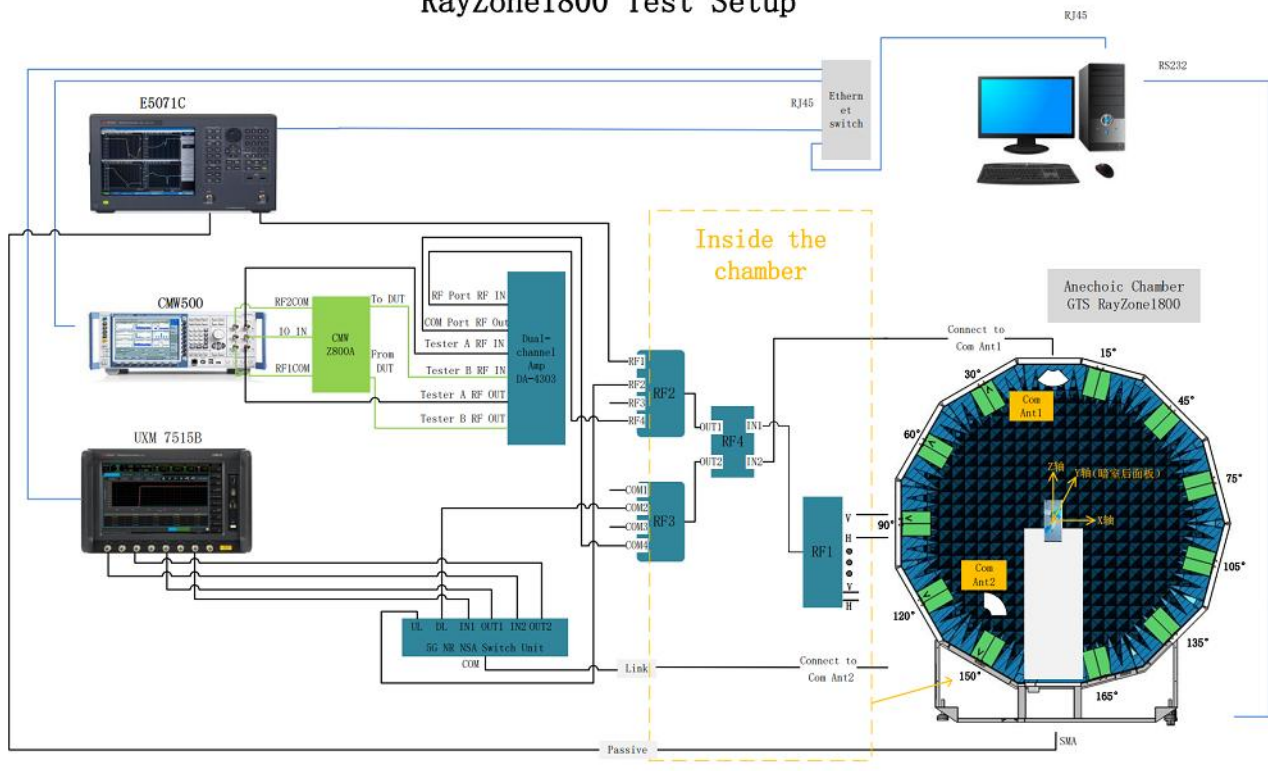 RayZone1800 Test Setup
RJ45
RS232
E5071C
RJ45
Ethern
et
switch
Inside the
chamber
Anechoic Chamber
GTS RayZone1800
CMW500
RF2COM
IO IN
RF1COM
CMW
Z800A
To DUT
From
DUT
RF Port RF IN
COM Port RF Out
Tester A RF IN
Tester B RF IN
Tester A RF OUT
Tester B RF OUT
Dual-
channel
Amp
DA-4303
Connect to
Com Ant1
RF1
RF2
RF3
RF4
RF2
OUT1
IN1
RF4
OUT2
IN2
COM1
COM2
COM3
COM4
RF3
RF1
V
H
V
H
UXM 7515B
UL DL IN1 OUT1 IN2 OUT2
5G NR NSA Switch Unit
COM
Link
Connect to
Com Ant2
Passive
SMA
15°
30°
45°
60°
75°
90°
105°
120°
135°
150°
165°
Com
Ant1
Z轴
Y轴(暗室后面板)
X轴
Com
Ant2